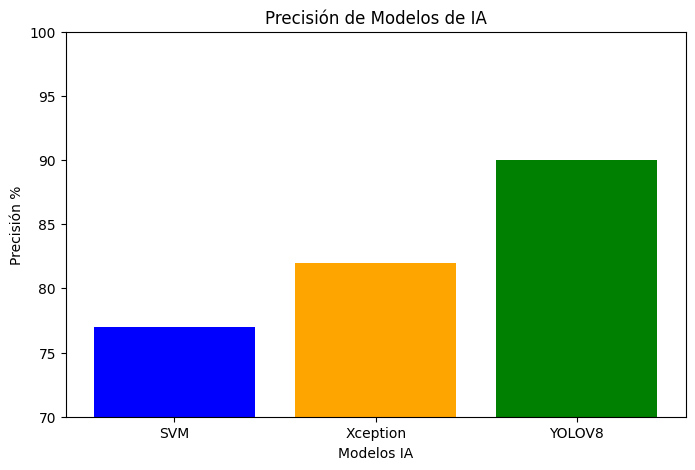 Precisión de Modelos de IA
Precisión %
100
95
90
85
80
75
70
SVM Xception YOLOV8
Modelos IA